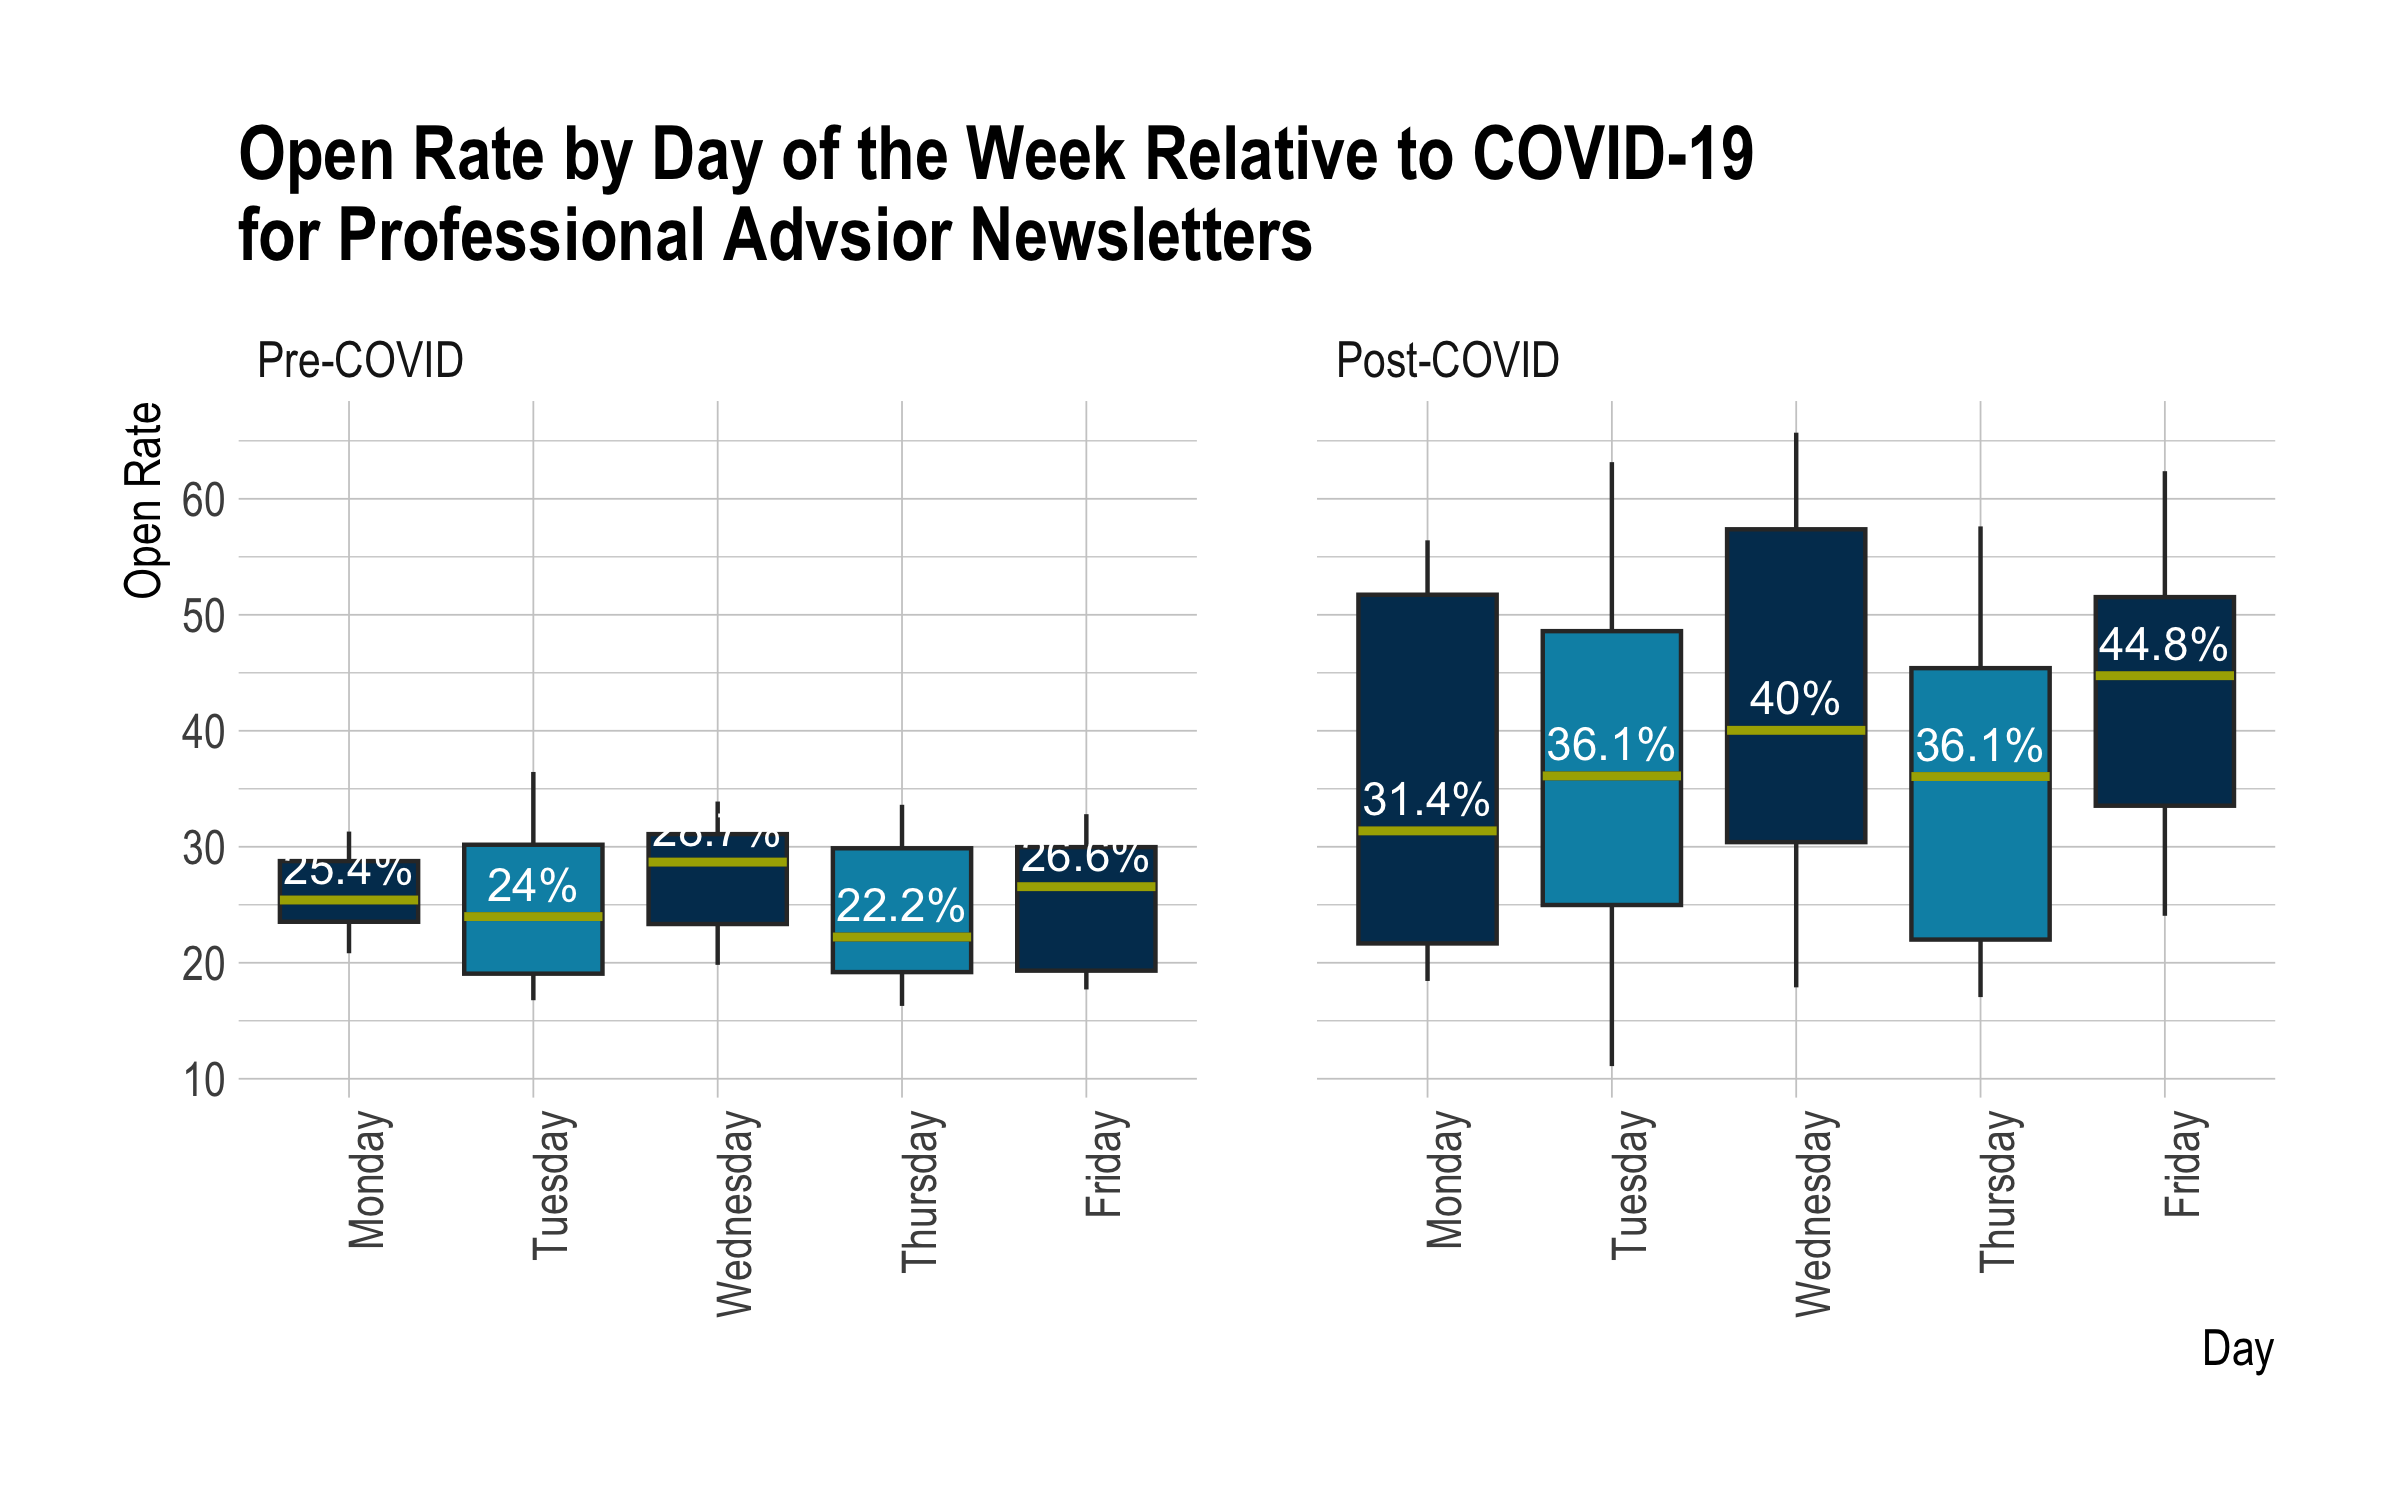 Open Rate by Day of the Week Relative to COVID-19
for Professional Advsior Newsletters
Pre-COVID
Post-COVID
Open Rate
60
50
40
30
20
10
25.4%
24%
28.7%
22.2%
26.6%
31.4%
36.1%
40%
36.1%
44.8%
Monday
Tuesday
Wednesday
Thursday
Friday
Monday
Tuesday
Wednesday
Thursday
Friday
Day